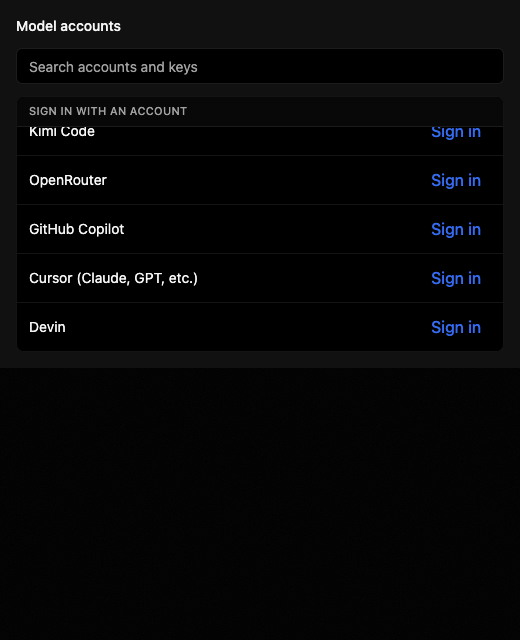 Model accounts
Search accounts and keys
SIGN IN WITH AN ACCOUNT
Kimi Code Sign in
OpenRouter Sign in
GitHub Copilot Sign in
Cursor (Claude, GPT, etc.) Sign in
Devin Sign in